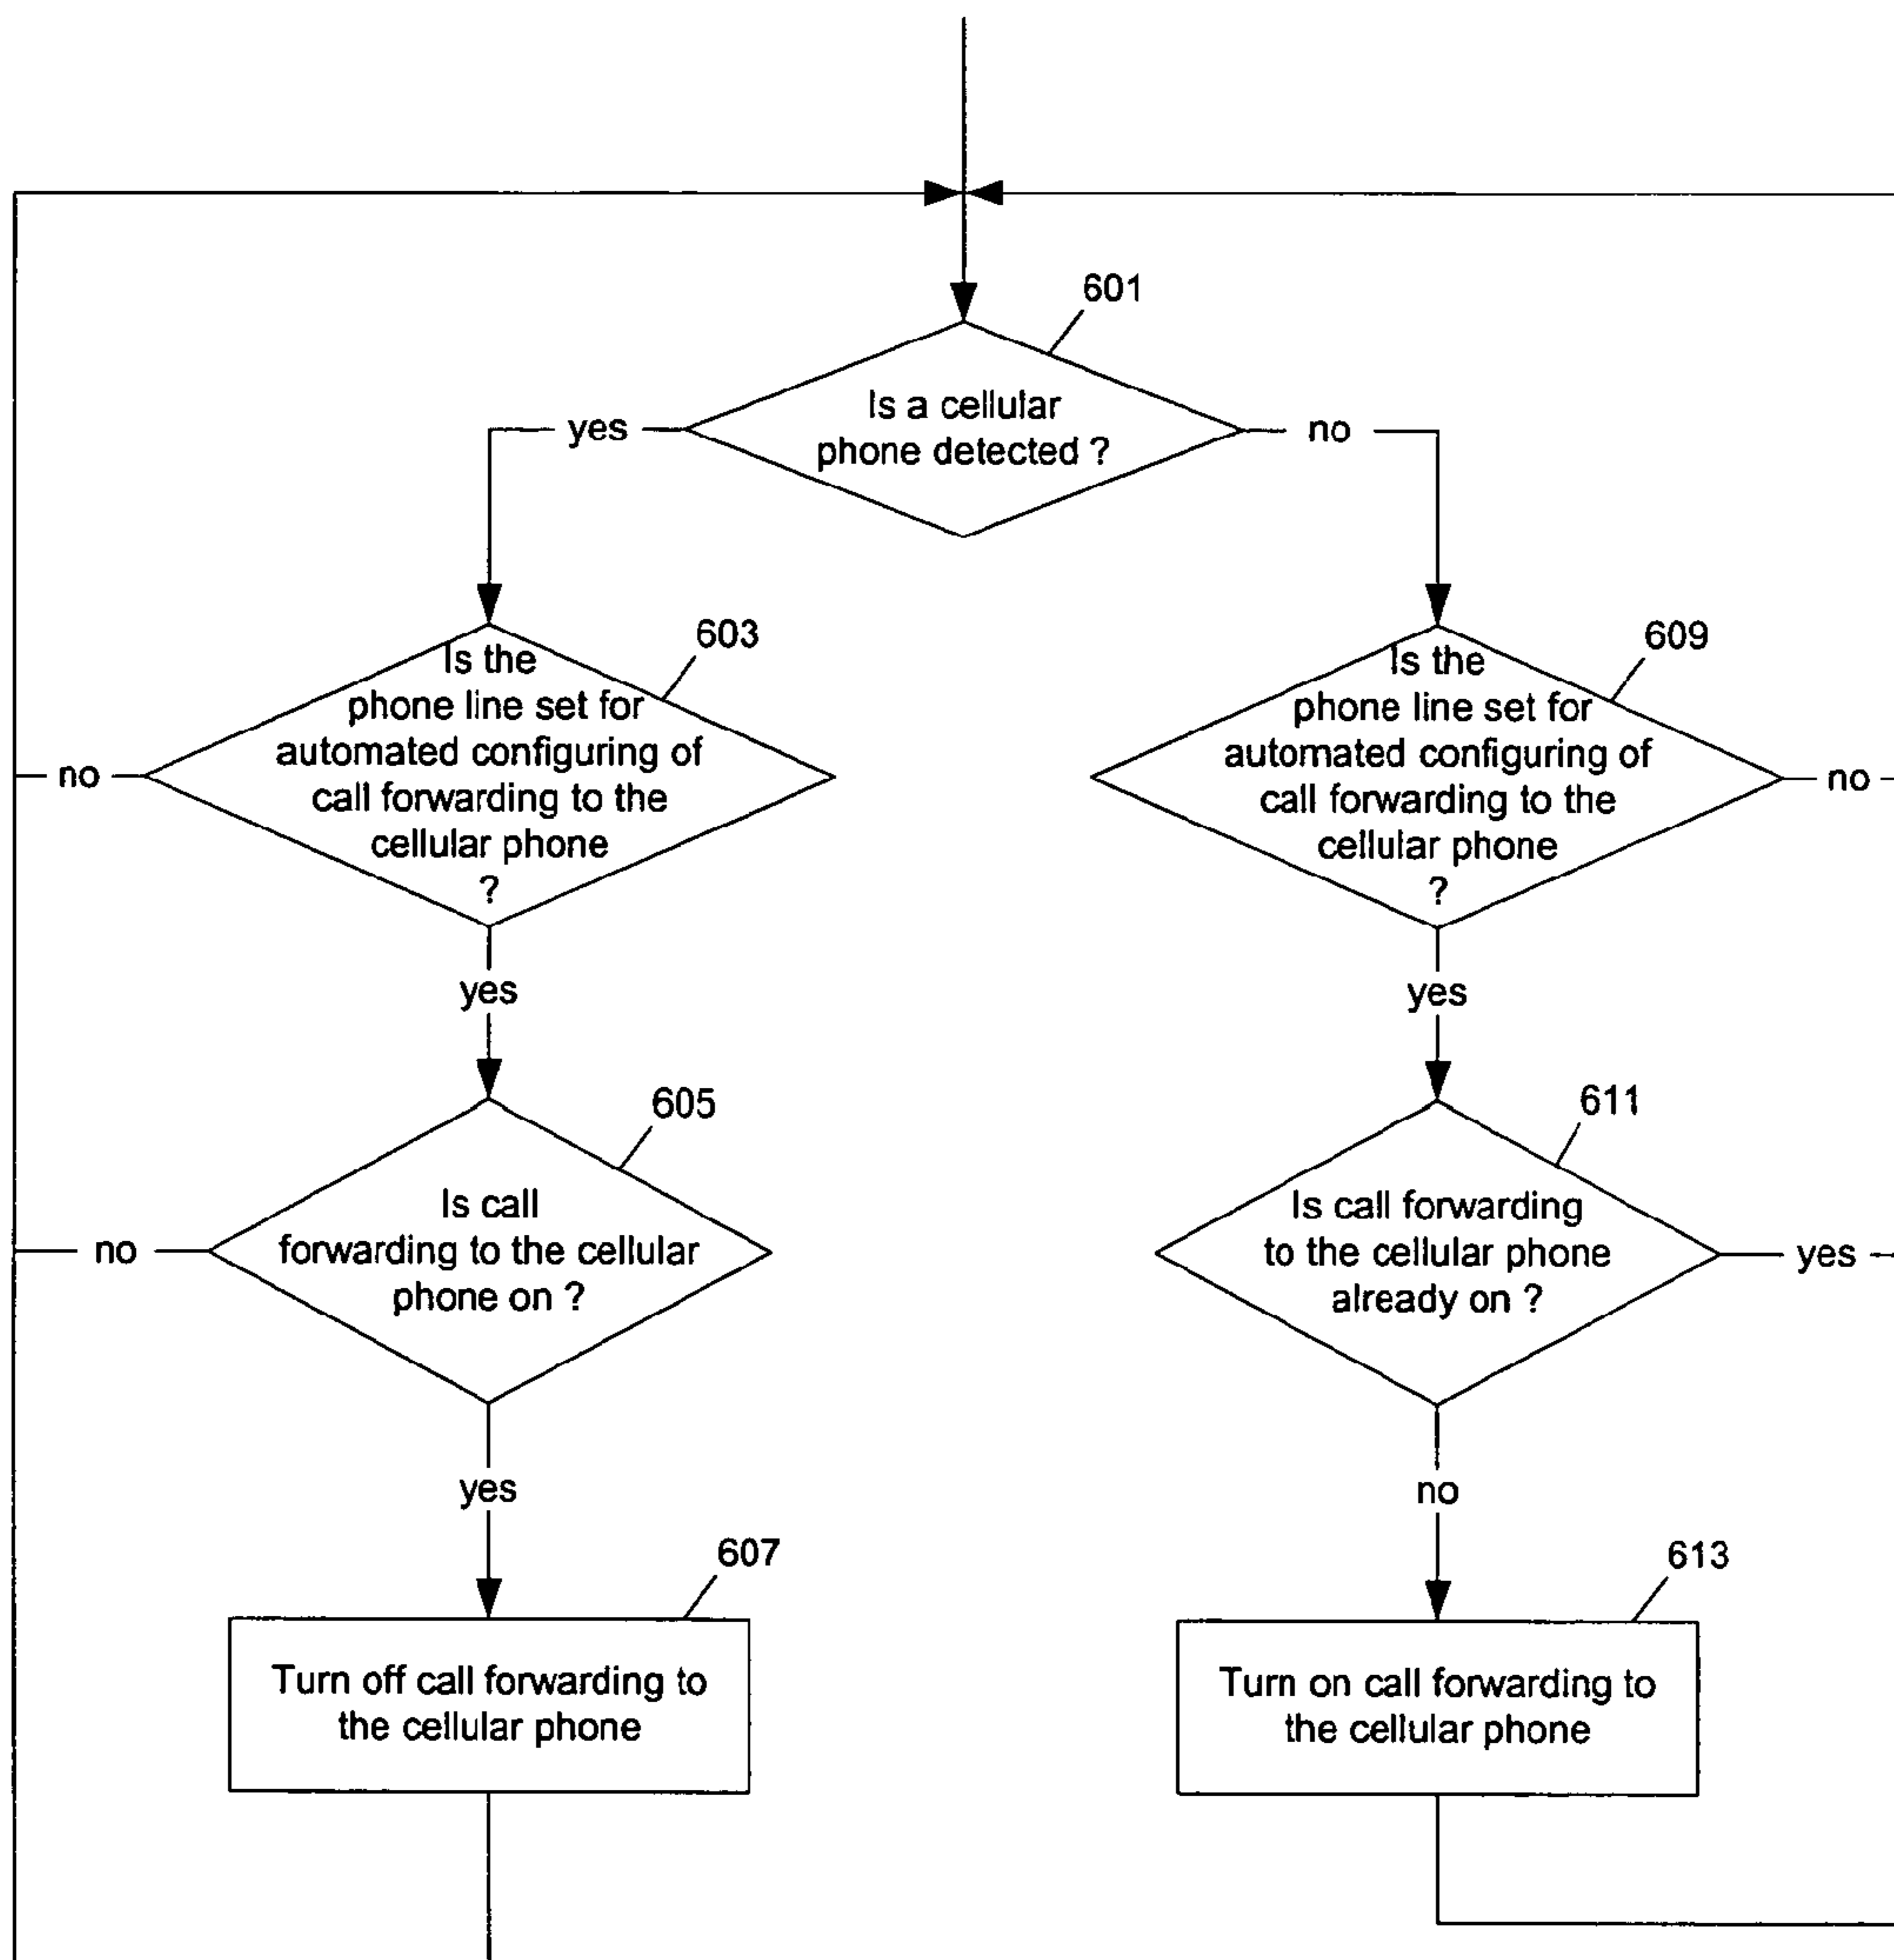 601
Is a cellular
phone detected ?
yes
no
603
Is the
phone line set for
automated configuring of
call forwarding to the
cellular phone
?
no
yes
609
Is the
phone line set for
automated configuring of
call forwarding to the
cellular phone
?
no
yes
605
Is call
forwarding to the cellular
phone on ?
no
yes
611
Is call forwarding
to the cellular phone
already on ?
yes
no
607
Turn off call forwarding to
the cellular phone
613
Turn on call forwarding to
the cellular phone